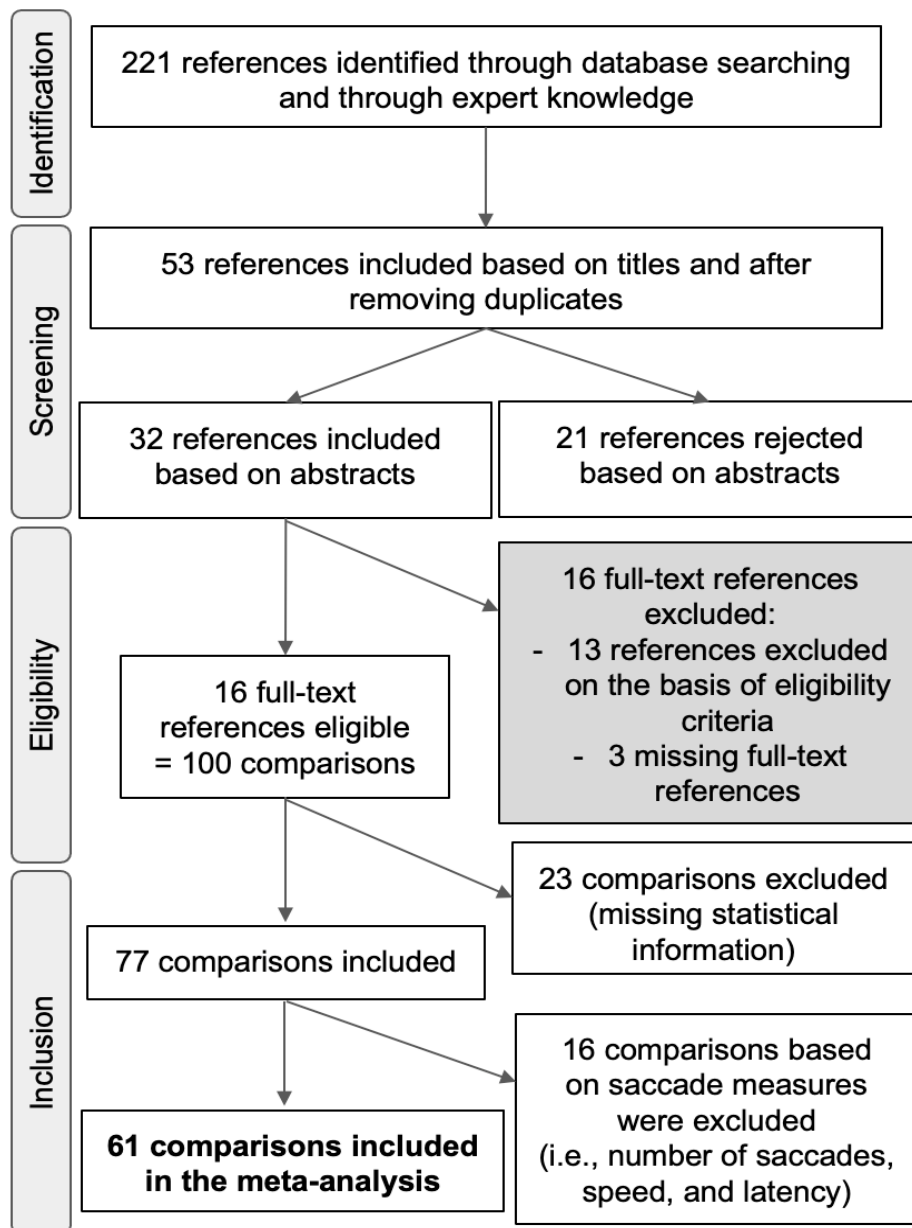 Identification
221 references identified through database searching
and through expert knowledge
Screening
53 references included based on titles and after
removing duplicates
32 references included
based on abstracts
21 references rejected
based on abstracts
Eligibility
16 full-text references
excluded:
- 13 references excluded
on the basis of eligibility
criteria
- 3 missing full-text
references
16 full-text
references eligible
= 100 comparisons
Inclusion
23 comparisons excluded
(missing statistical
information)
77 comparisons included
16 comparisons based
on saccade measures
were excluded
(i.e., number of saccades,
speed, and latency)
61 comparisons included
in the meta-analysis